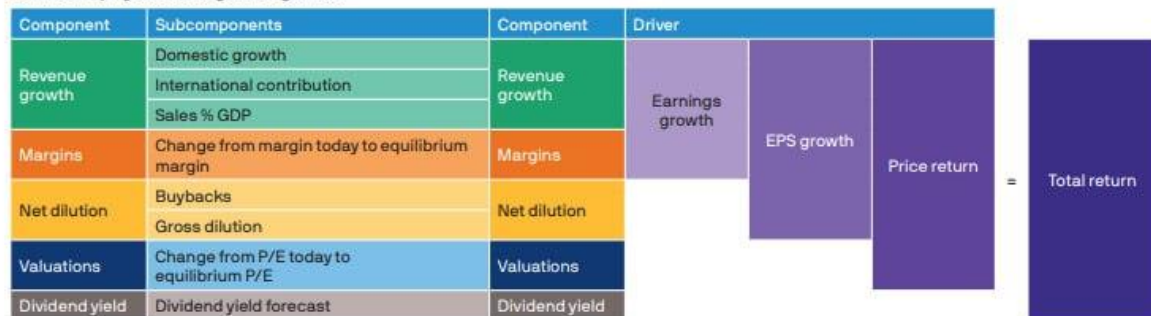 Component Subcomponents Component Driver
Revenue growth
Domestic growth
International contribution
Sales % GDP
Revenue growth
Earnings growth
EPS growth
Price return
=
Total return
Margins
Change from margin today to equilibrium
margin
Margins
Net dilution
Buybacks
Gross dilution
Net dilution
Valuations
Change from P/E today to
equilibrium P/E
Valuations
Dividend yield
Dividend yield forecast
Dividend yield